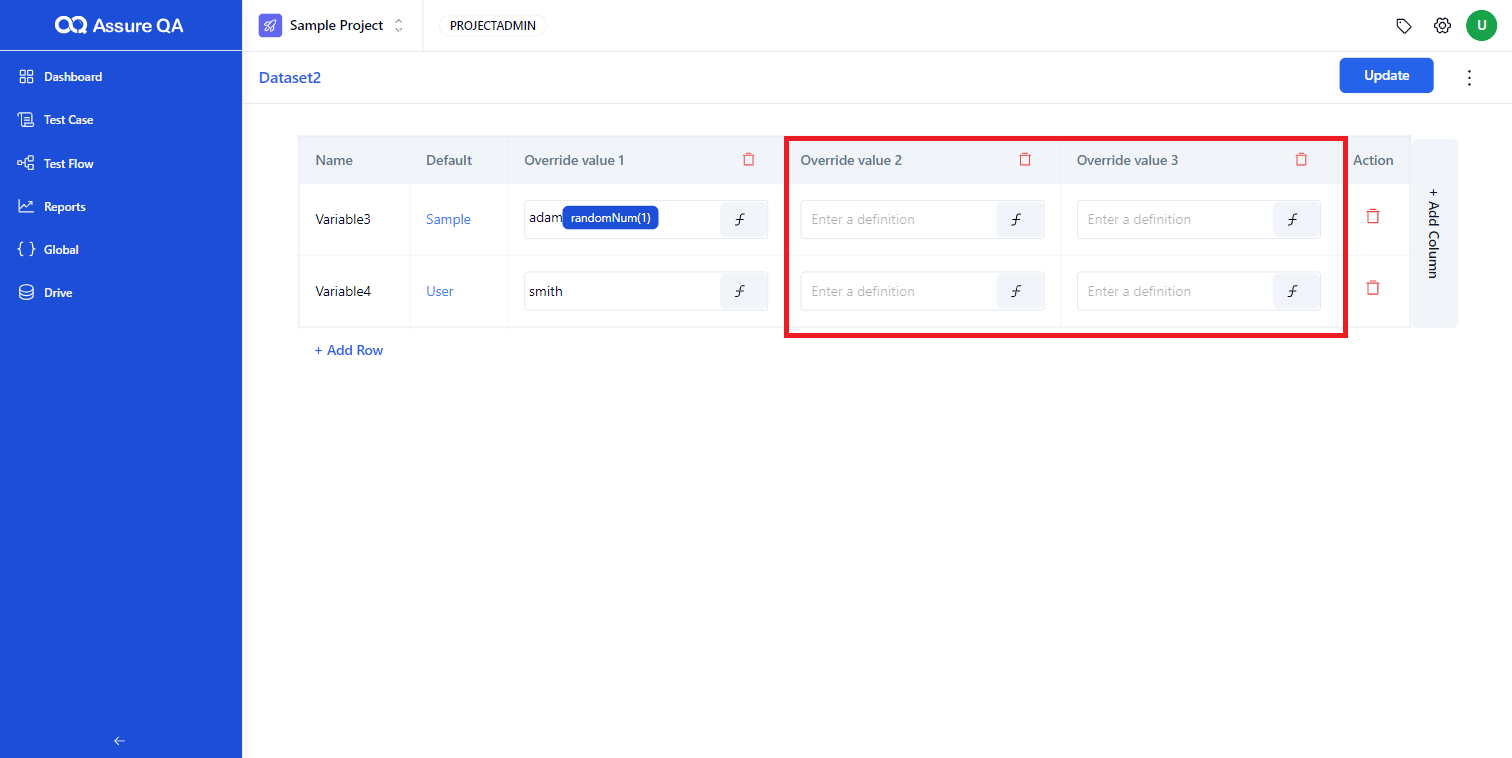 Assure QA
Sample Project
PROJECTADMIN
U
Dashboard
Test Case
Test Flow
Reports
Global
Drive
Dataset2
Update
Name Default Override value 1 Override value 2 Override value 3 Action
Variable3 Sample adam randomNum(1) ƒ Enter a definition ƒ Enter a definition ƒ
Variable4 User smith ƒ Enter a definition ƒ Enter a definition ƒ
+ Add Column
+ Add Row